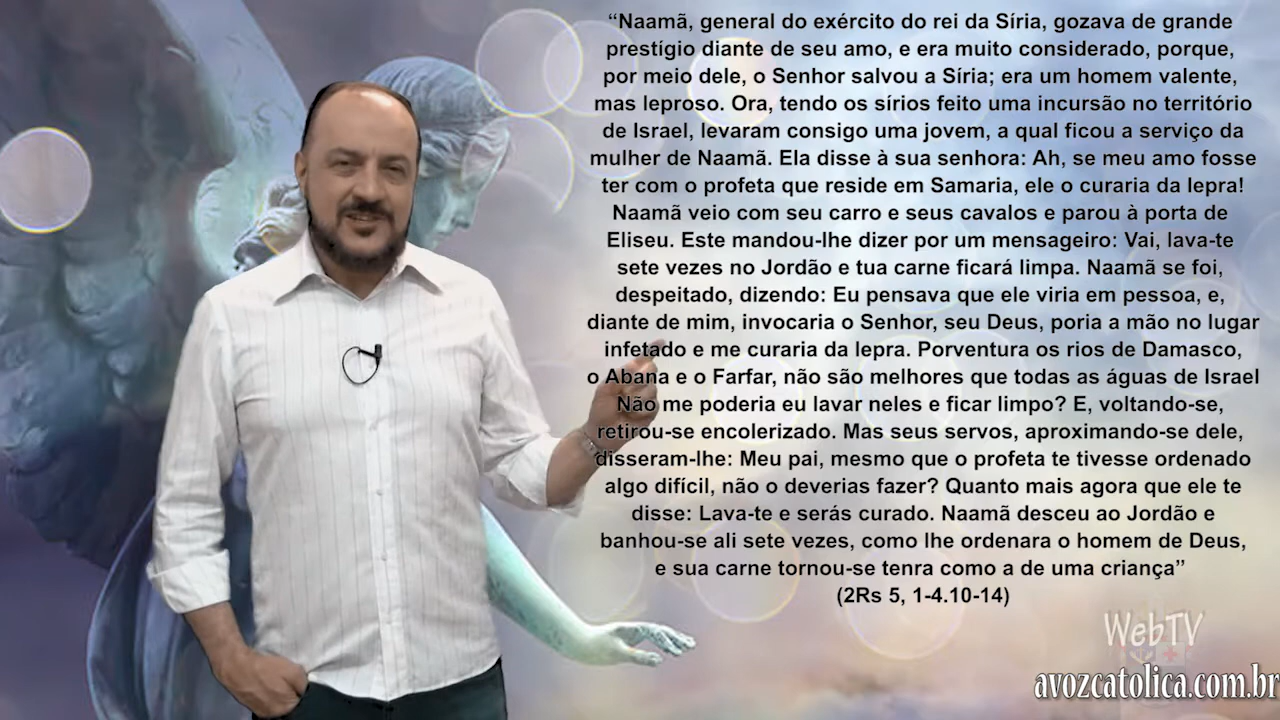 “Naamã, general do exército do rei da Síria, gozava de grande
prestígio diante de seu amo, e era muito considerado, porque,
por meio dele, o Senhor salvou a Síria; era um homem valente,
mas leproso. Ora, tendo os sírios feito uma incursão no território
de Israel, levaram consigo uma jovem, a qual ficou a serviço da
mulher de Naamã. Ela disse à sua senhora: Ah, se meu amo fosse
ter com o profeta que reside em Samaria, ele o curaria da lepra!
Naamã veio com seu carro e seus cavalos e parou à porta de
Eliseu. Este mandou-lhe dizer por um mensageiro: Vai, lava-te
sete vezes no Jordão e tua carne ficará limpa. Naamã se foi,
despeitado, dizendo: Eu pensava que ele viria em pessoa, e,
diante de mim, invocaria o Senhor, seu Deus, poria a mão no lugar
infetado e me curaria da lepra. Porventura os rios de Damasco,
o Abana e o Farfar, não são melhores que todas as águas de Israel
Não me poderia eu lavar neles e ficar limpo? E, voltando-se,
retirou-se encolerizado. Mas seus servos, aproximando-se dele,
disseram-lhe: Meu pai, mesmo que o profeta te tivesse ordenado
algo difícil, não o deverias fazer? Quanto mais agora que ele te
disse: Lava-te e serás curado. Naamã desceu ao Jordão e
banhou-se ali sete vezes, como lhe ordenara o homem de Deus,
e sua carne tornou-se tenra como a de uma criança”
(2Rs 5, 1-4.10-14)
WebTV
avozcatolica.com.br